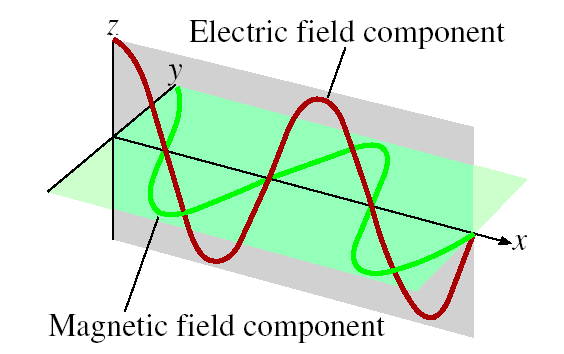 z
Electric field component
y
x
Magnetic field component